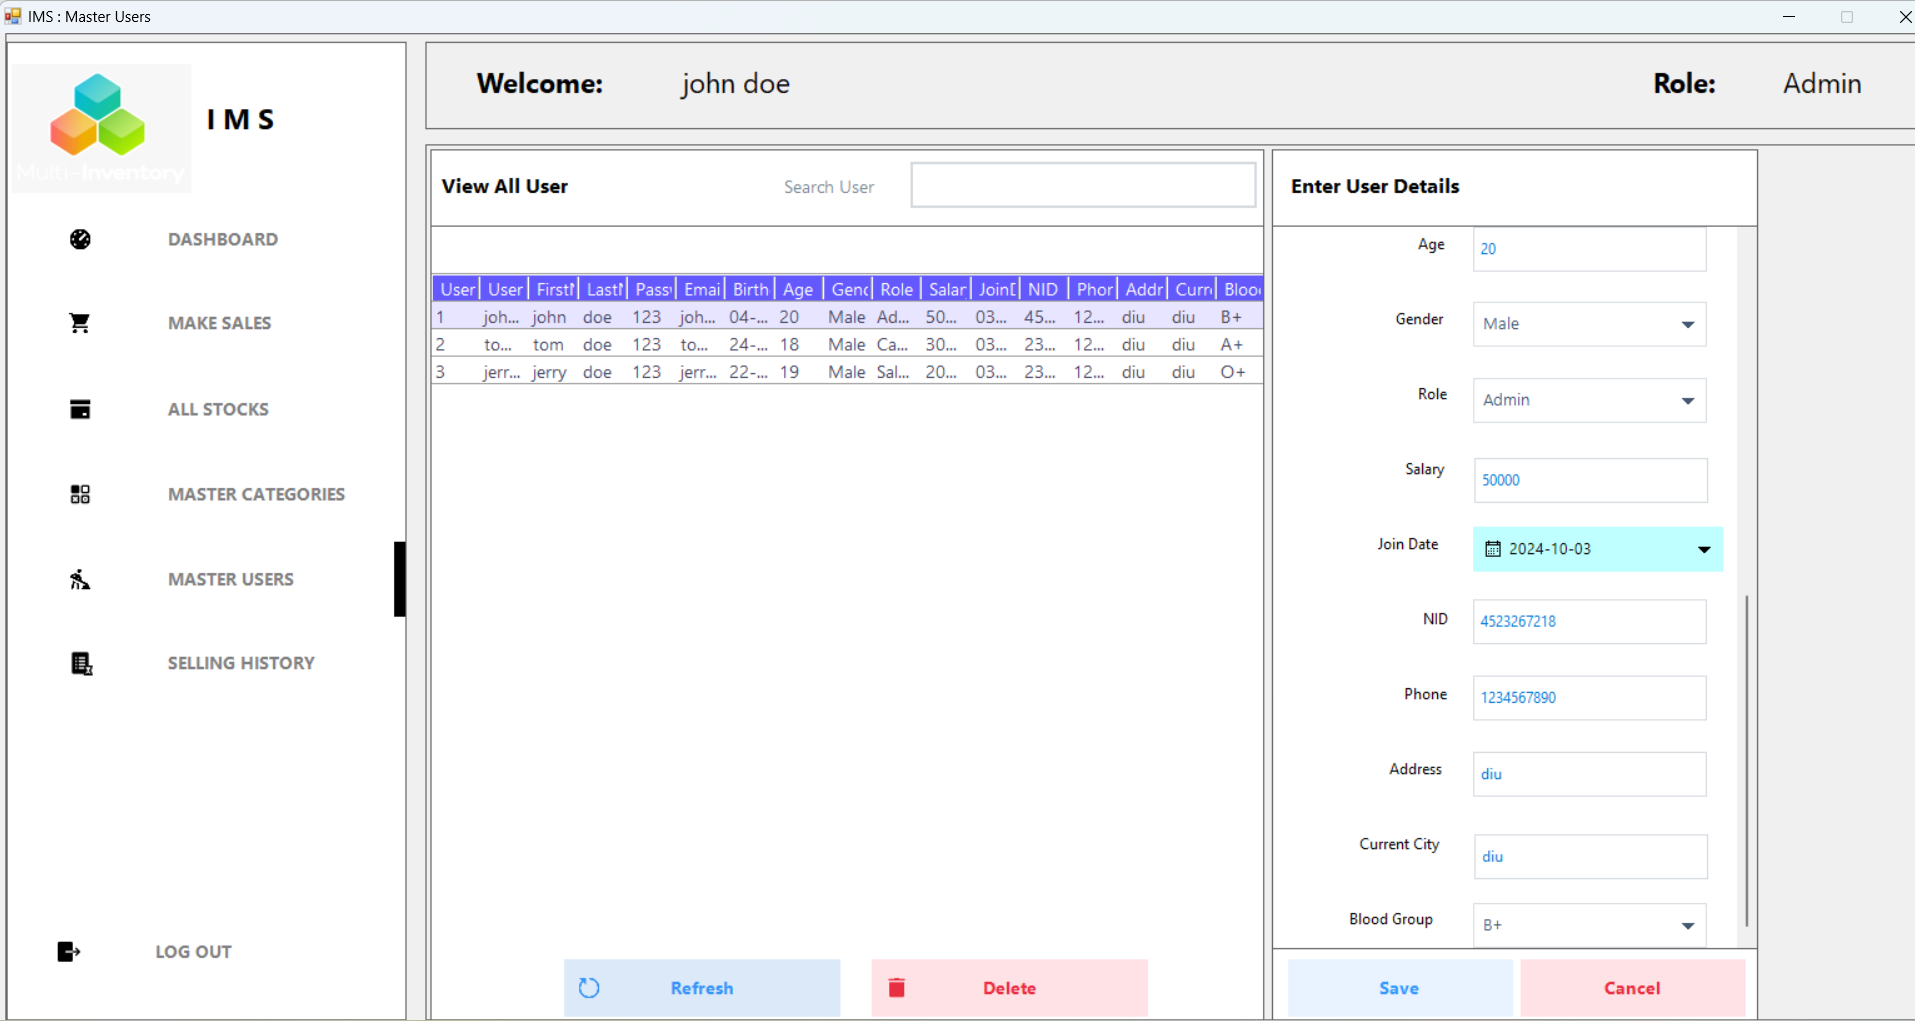 IMS : Master Users
Multi-Inventory
I M S
DASHBOARD
MAKE SALES
ALL STOCKS
MASTER CATEGORIES
MASTER USERS
SELLING HISTORY
LOG OUT
Welcome: john doe Role: Admin
View All User Search User
User User First Last Pass Emai Birth Age Gend Role Salar Join NID Phor Addr Curr Bloo
1 joh... john doe 123 joh... 04-... 20 Male Ad... 50... 03... 45... 12... diu diu B+
2 to... tom doe 123 to... 24-... 18 Male Ca... 30... 03... 23... 12... diu diu A+
3 jerr... jerry doe 123 jerr... 22-... 19 Male Sal... 20... 03... 23... 12... diu diu O+
Refresh Delete
Enter User Details
Age 20
Gender Male
Role Admin
Salary 50000
Join Date 2024-10-03
NID 4523267218
Phone 1234567890
Address diu
Current City diu
Blood Group B+
Save Cancel